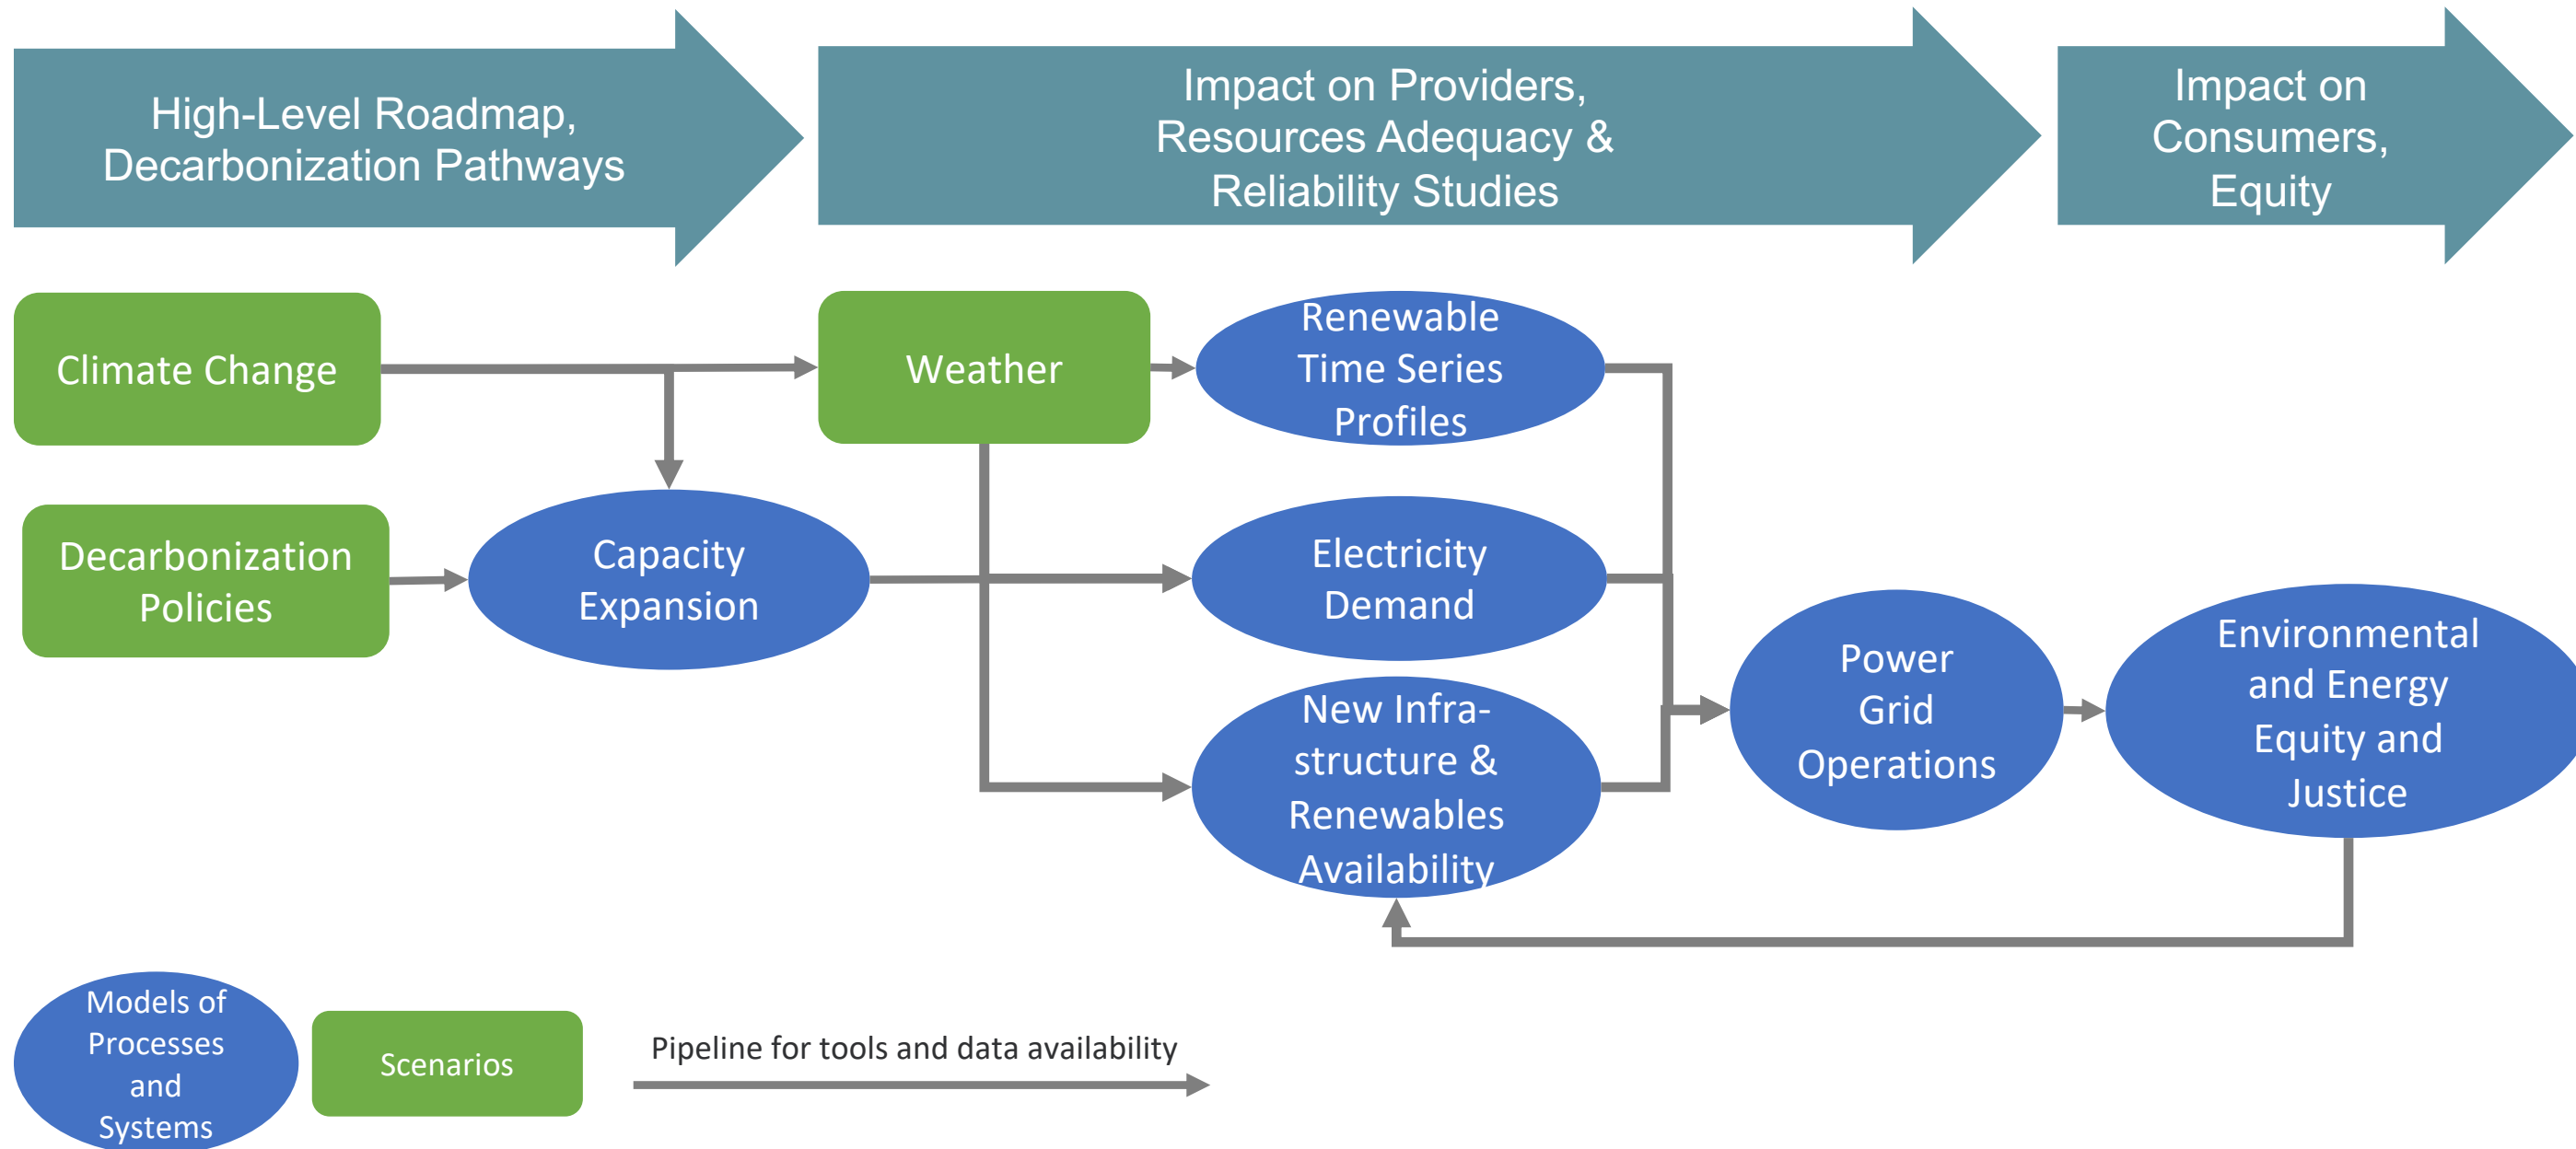 High-Level Roadmap,
Decarbonization Pathways
Impact on Providers,
Resources Adequacy &
Reliability Studies
Impact on
Consumers,
Equity
Climate Change
Weather
Renewable
Time Series
Profiles
Decarbonization
Policies
Capacity
Expansion
Electricity
Demand
New Infra-
structure &
Renewables
Availability
Power
Grid
Operations
Environmental
and Energy
Equity and
Justice
Models of
Processes
and
Systems
Scenarios
Pipeline for tools and data availability